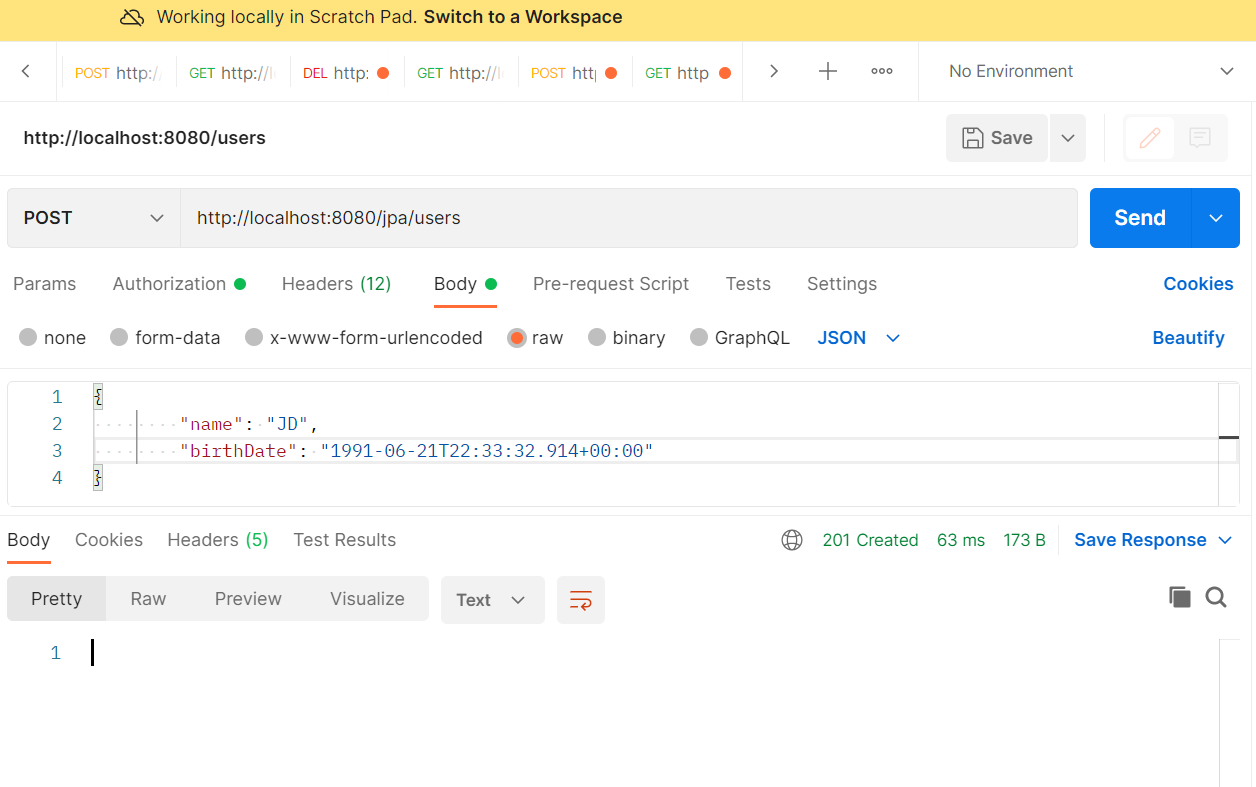 Working locally in Scratch Pad. Switch to a Workspace
POST http:/ GET http://l DEL http: GET http://l POST htt GET http No Environment
http://localhost:8080/users Save
POST http://localhost:8080/jpa/users Send
Params Authorization Headers (12) Body Pre-request Script Tests Settings Cookies
none form-data x-www-form-urlencoded raw binary GraphQL JSON Beautify
1 {
2 "name": "JD",
3 "birthDate": "1991-06-21T22:33:32.914+00:00"
4 }
Body Cookies Headers (5) Test Results 201 Created 63 ms 173 B Save Response
Pretty Raw Preview Visualize Text
1